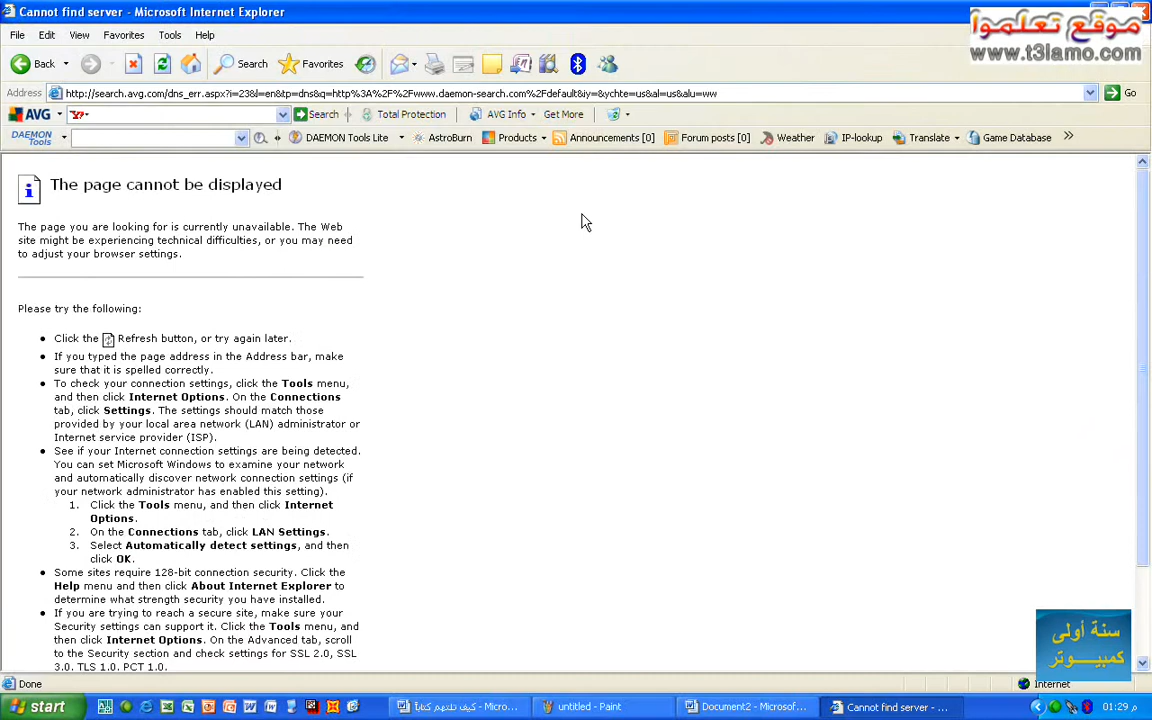 Cannot find server - Microsoft Internet Explorer
موقع تعلموا
www.t3lamo.com
File Edit View Favorites Tools Help
Back Search Favorites
Address http://search.avg.com/dns_err.aspx?i=23&l=en&tp=dns&q=http%3A%2F%2Fwww.daemon-search.com%2Fdefault&iy=&ychte=us&al=us&alu=ww Go
AVG Y! Search Total Protection AVG Info Get More
DAEMON Tools DAEMON Tools Lite AstroBurn Products Announcements [0] Forum posts [0] Weather IP-lookup Translate Game Database »
The page cannot be displayed
The page you are looking for is currently unavailable. The Web
site might be experiencing technical difficulties, or you may need
to adjust your browser settings.
Please try the following:
Click the Refresh button, or try again later.
If you typed the page address in the Address bar, make
sure that it is spelled correctly.
To check your connection settings, click the Tools menu,
and then click Internet Options. On the Connections
tab, click Settings. The settings should match those
provided by your local area network (LAN) administrator or
Internet service provider (ISP).
See if your Internet connection settings are being detected.
You can set Microsoft Windows to examine your network
and automatically discover network connection settings (if
your network administrator has enabled this setting).
1. Click the Tools menu, and then click Internet
Options.
2. On the Connections tab, click LAN Settings.
3. Select Automatically detect settings, and then
click OK.
Some sites require 128-bit connection security. Click the
Help menu and then click About Internet Explorer to
determine what strength security you have installed.
If you are trying to reach a secure site, make sure your
Security settings can support it. Click the Tools menu, and
then click Internet Options. On the Advanced tab, scroll
to the Security section and check settings for SSL 2.0, SSL
3.0, TLS 1.0, PCT 1.0.
سنة أولى
كمبيــوتر
Done Internet
start كيف تلتهم كتاباً - Micro... untitled - Paint Document2 - Microsof... Cannot find server - ... 01:29 م